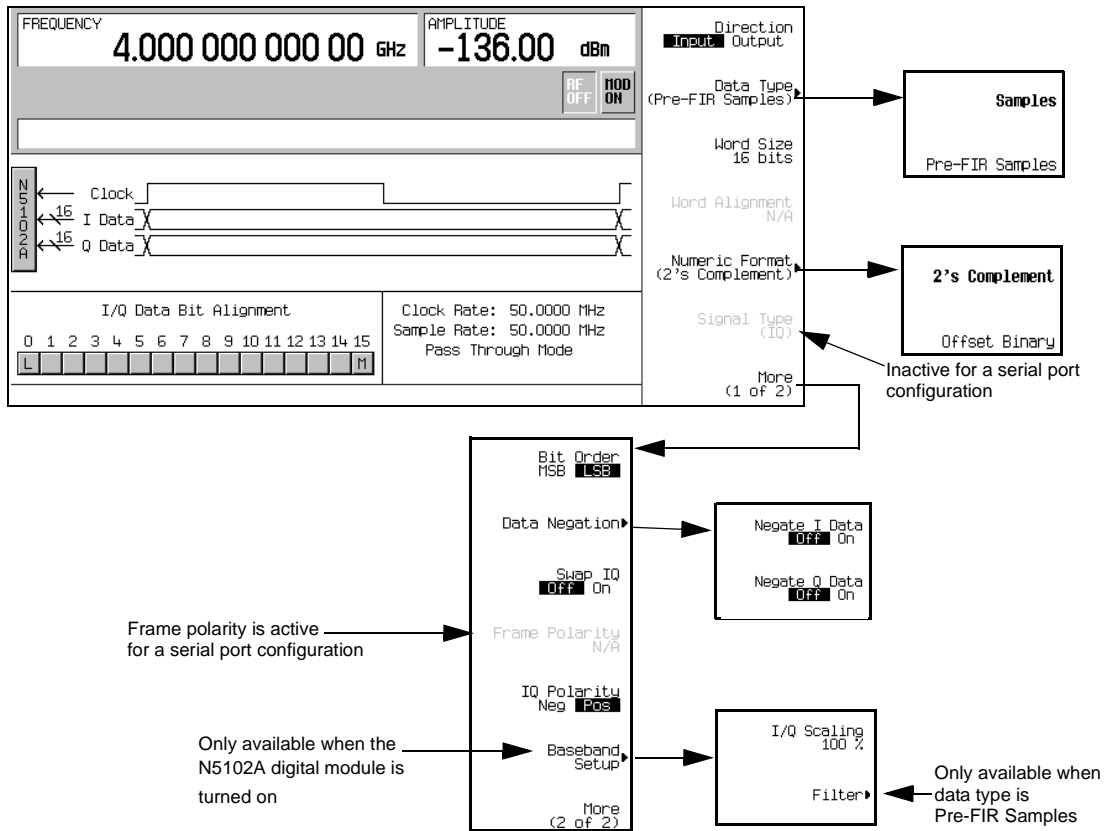 FREQUENCY
4.000 000 000 00 GHz
AMPLITUDE
-136.00 dBm
RF
OFF
MOD
ON
N5102A
Clock
16 I Data
16 Q Data
I/Q Data Bit Alignment
0 1 2 3 4 5 6 7 8 9 10 11 12 13 14 15
L M
Clock Rate: 50.0000 MHz
Sample Rate: 50.0000 MHz
Pass Through Mode
Direction
Input Output
Data Type
(Pre-FIR Samples)
Word Size
16 bits
Word Alignment
N/A
Numeric Format
(2's Complement)
Signal Type
(IQ)
More
(1 of 2)
Samples
Pre-FIR Samples
2's Complement
Offset Binary
Inactive for a serial port
configuration
Bit Order
MSB LSB
Data Negation
Swap IQ
Off On
Frame Polarity
N/A
IQ Polarity
Neg Pos
Baseband
Setup
More
(2 of 2)
Negate I Data
Off On
Negate Q Data
Off On
Frame polarity is active
for a serial port configuration
Only available when the
N5102A digital module is
turned on
I/Q Scaling
100 %
Filter
Only available when
data type is
Pre-FIR Samples